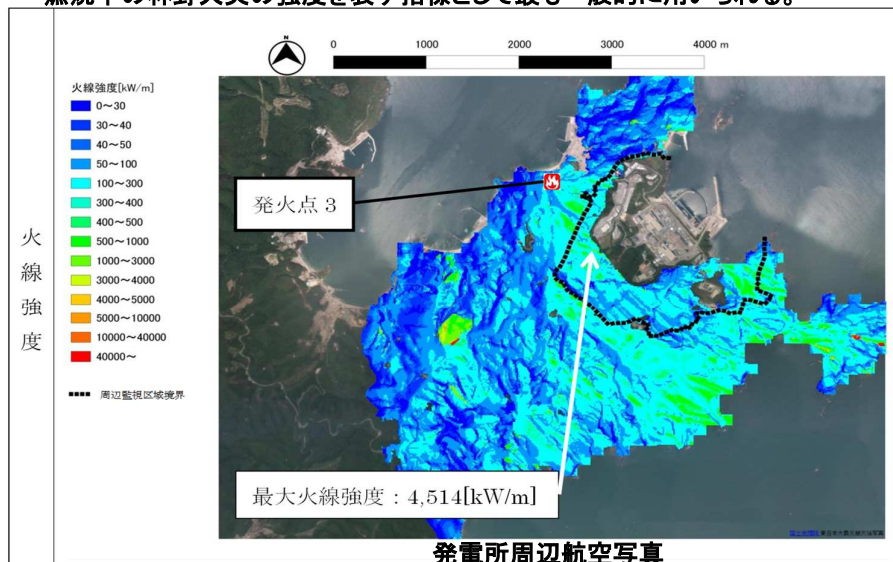 燃焼中の林野火災の強度を表す指標として最も一般的に用いられる。
0 1000 2000 3000 4000 m
火線強度[kW/m]
0～30
30～40
40～50
50～100
100～300
300～400
400～500
500～1000
1000～3000
3000～4000
4000～5000
5000～10000
10000～40000
40000～
周辺監視区域境界
火線強度
発火点 3
最大火線強度：4,514[kW/m]
発電所周辺航空写真